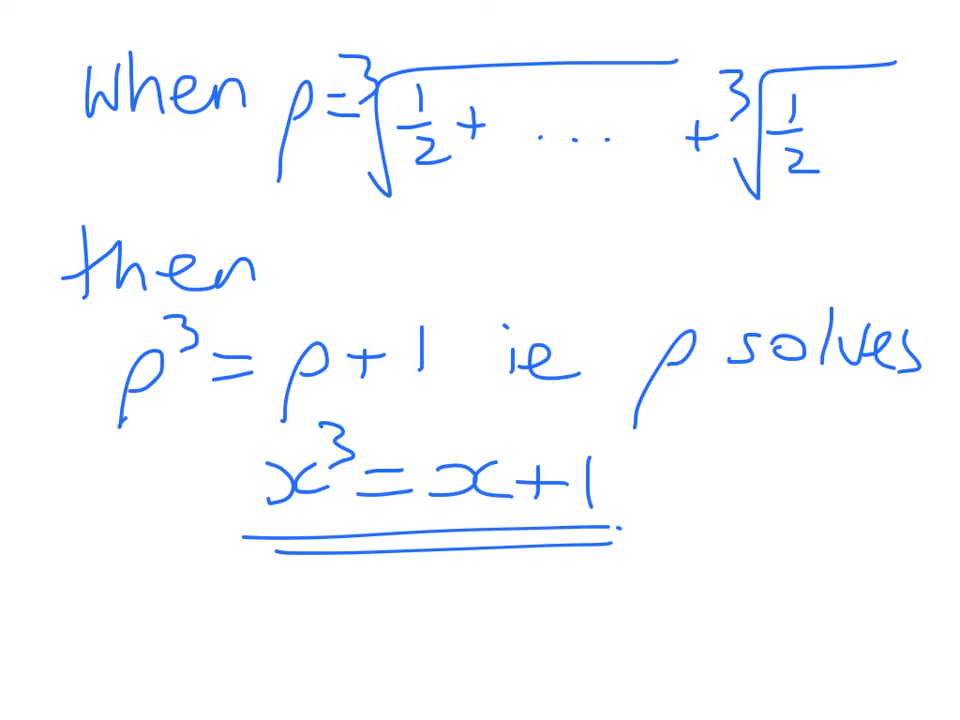 when ρ = ∛(1/2 + ... + ∛(1/2
then
ρ³ = ρ + 1 ie ρ solves
x³ = x + 1